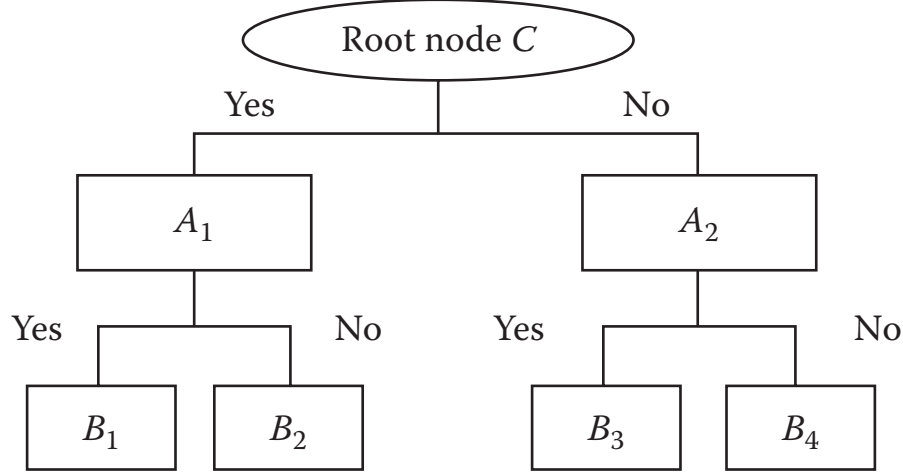 Root node C
Yes No
A₁ A₂
Yes No Yes No
B₁ B₂ B₃ B₄